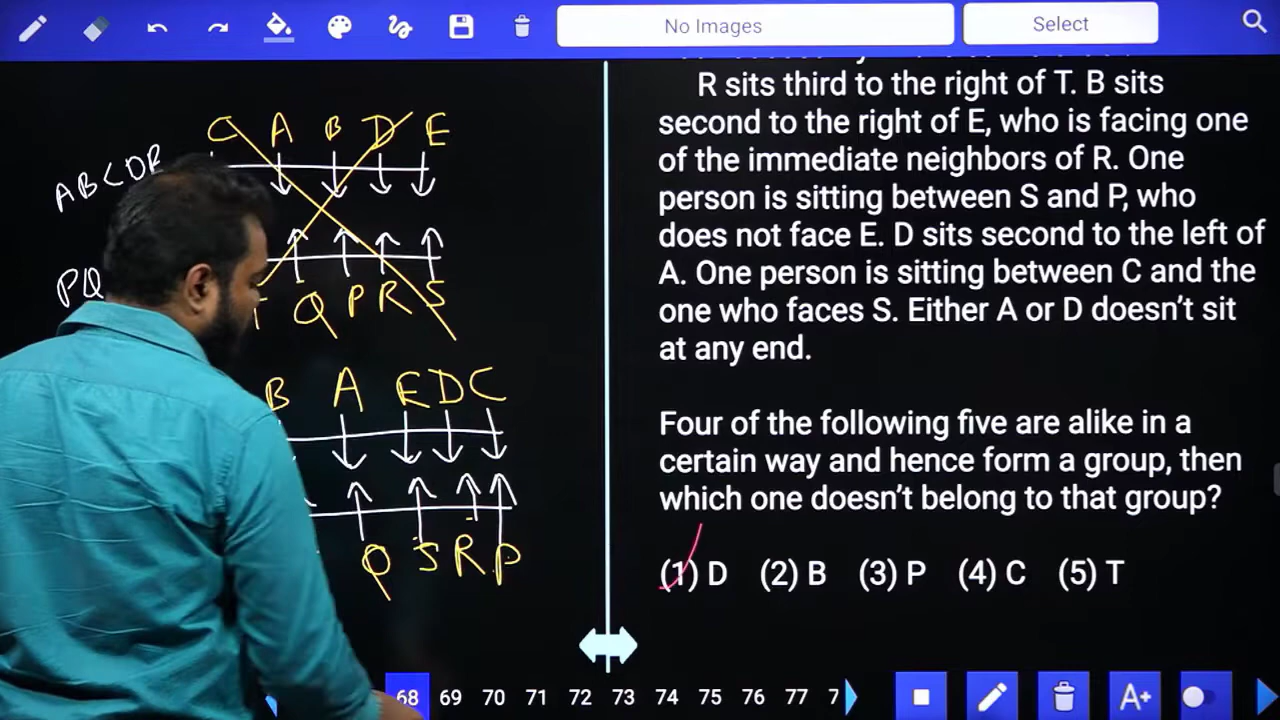 No Images
Select
R sits third to the right of T. B sits
second to the right of E, who is facing one
of the immediate neighbors of R. One
person is sitting between S and P, who
does not face E. D sits second to the left of
A. One person is sitting between C and the
one who faces S. Either A or D doesn't sit
at any end.
Four of the following five are alike in a
certain way and hence form a group, then
which one doesn't belong to that group?
(1) D (2) B (3) P (4) C (5) T
C A B D E
ABCDE
PQ
Q P R S
B A E D C
Q S R P
68 69 70 71 72 73 74 75 76 77 7
A+